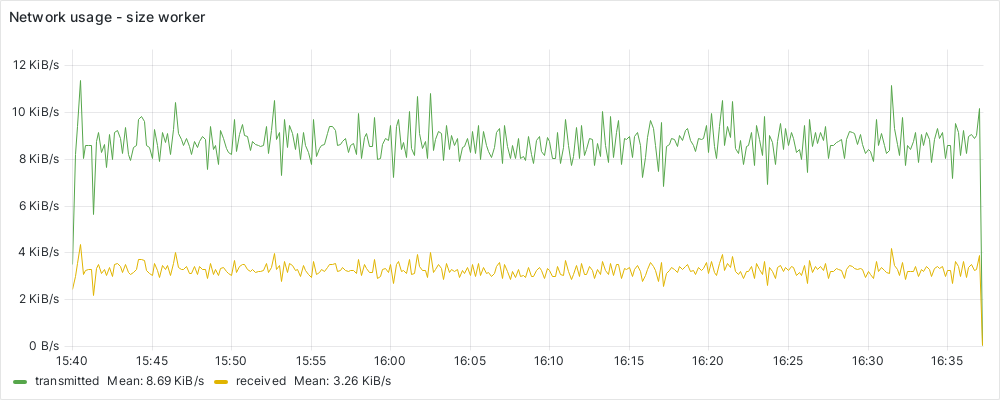 Network usage - size worker
12 KiB/s
10 KiB/s
8 KiB/s
6 KiB/s
4 KiB/s
2 KiB/s
0 B/s
15:40 15:45 15:50 15:55 16:00 16:05 16:10 16:15 16:20 16:25 16:30 16:35
transmitted Mean: 8.69 KiB/s received Mean: 3.26 KiB/s